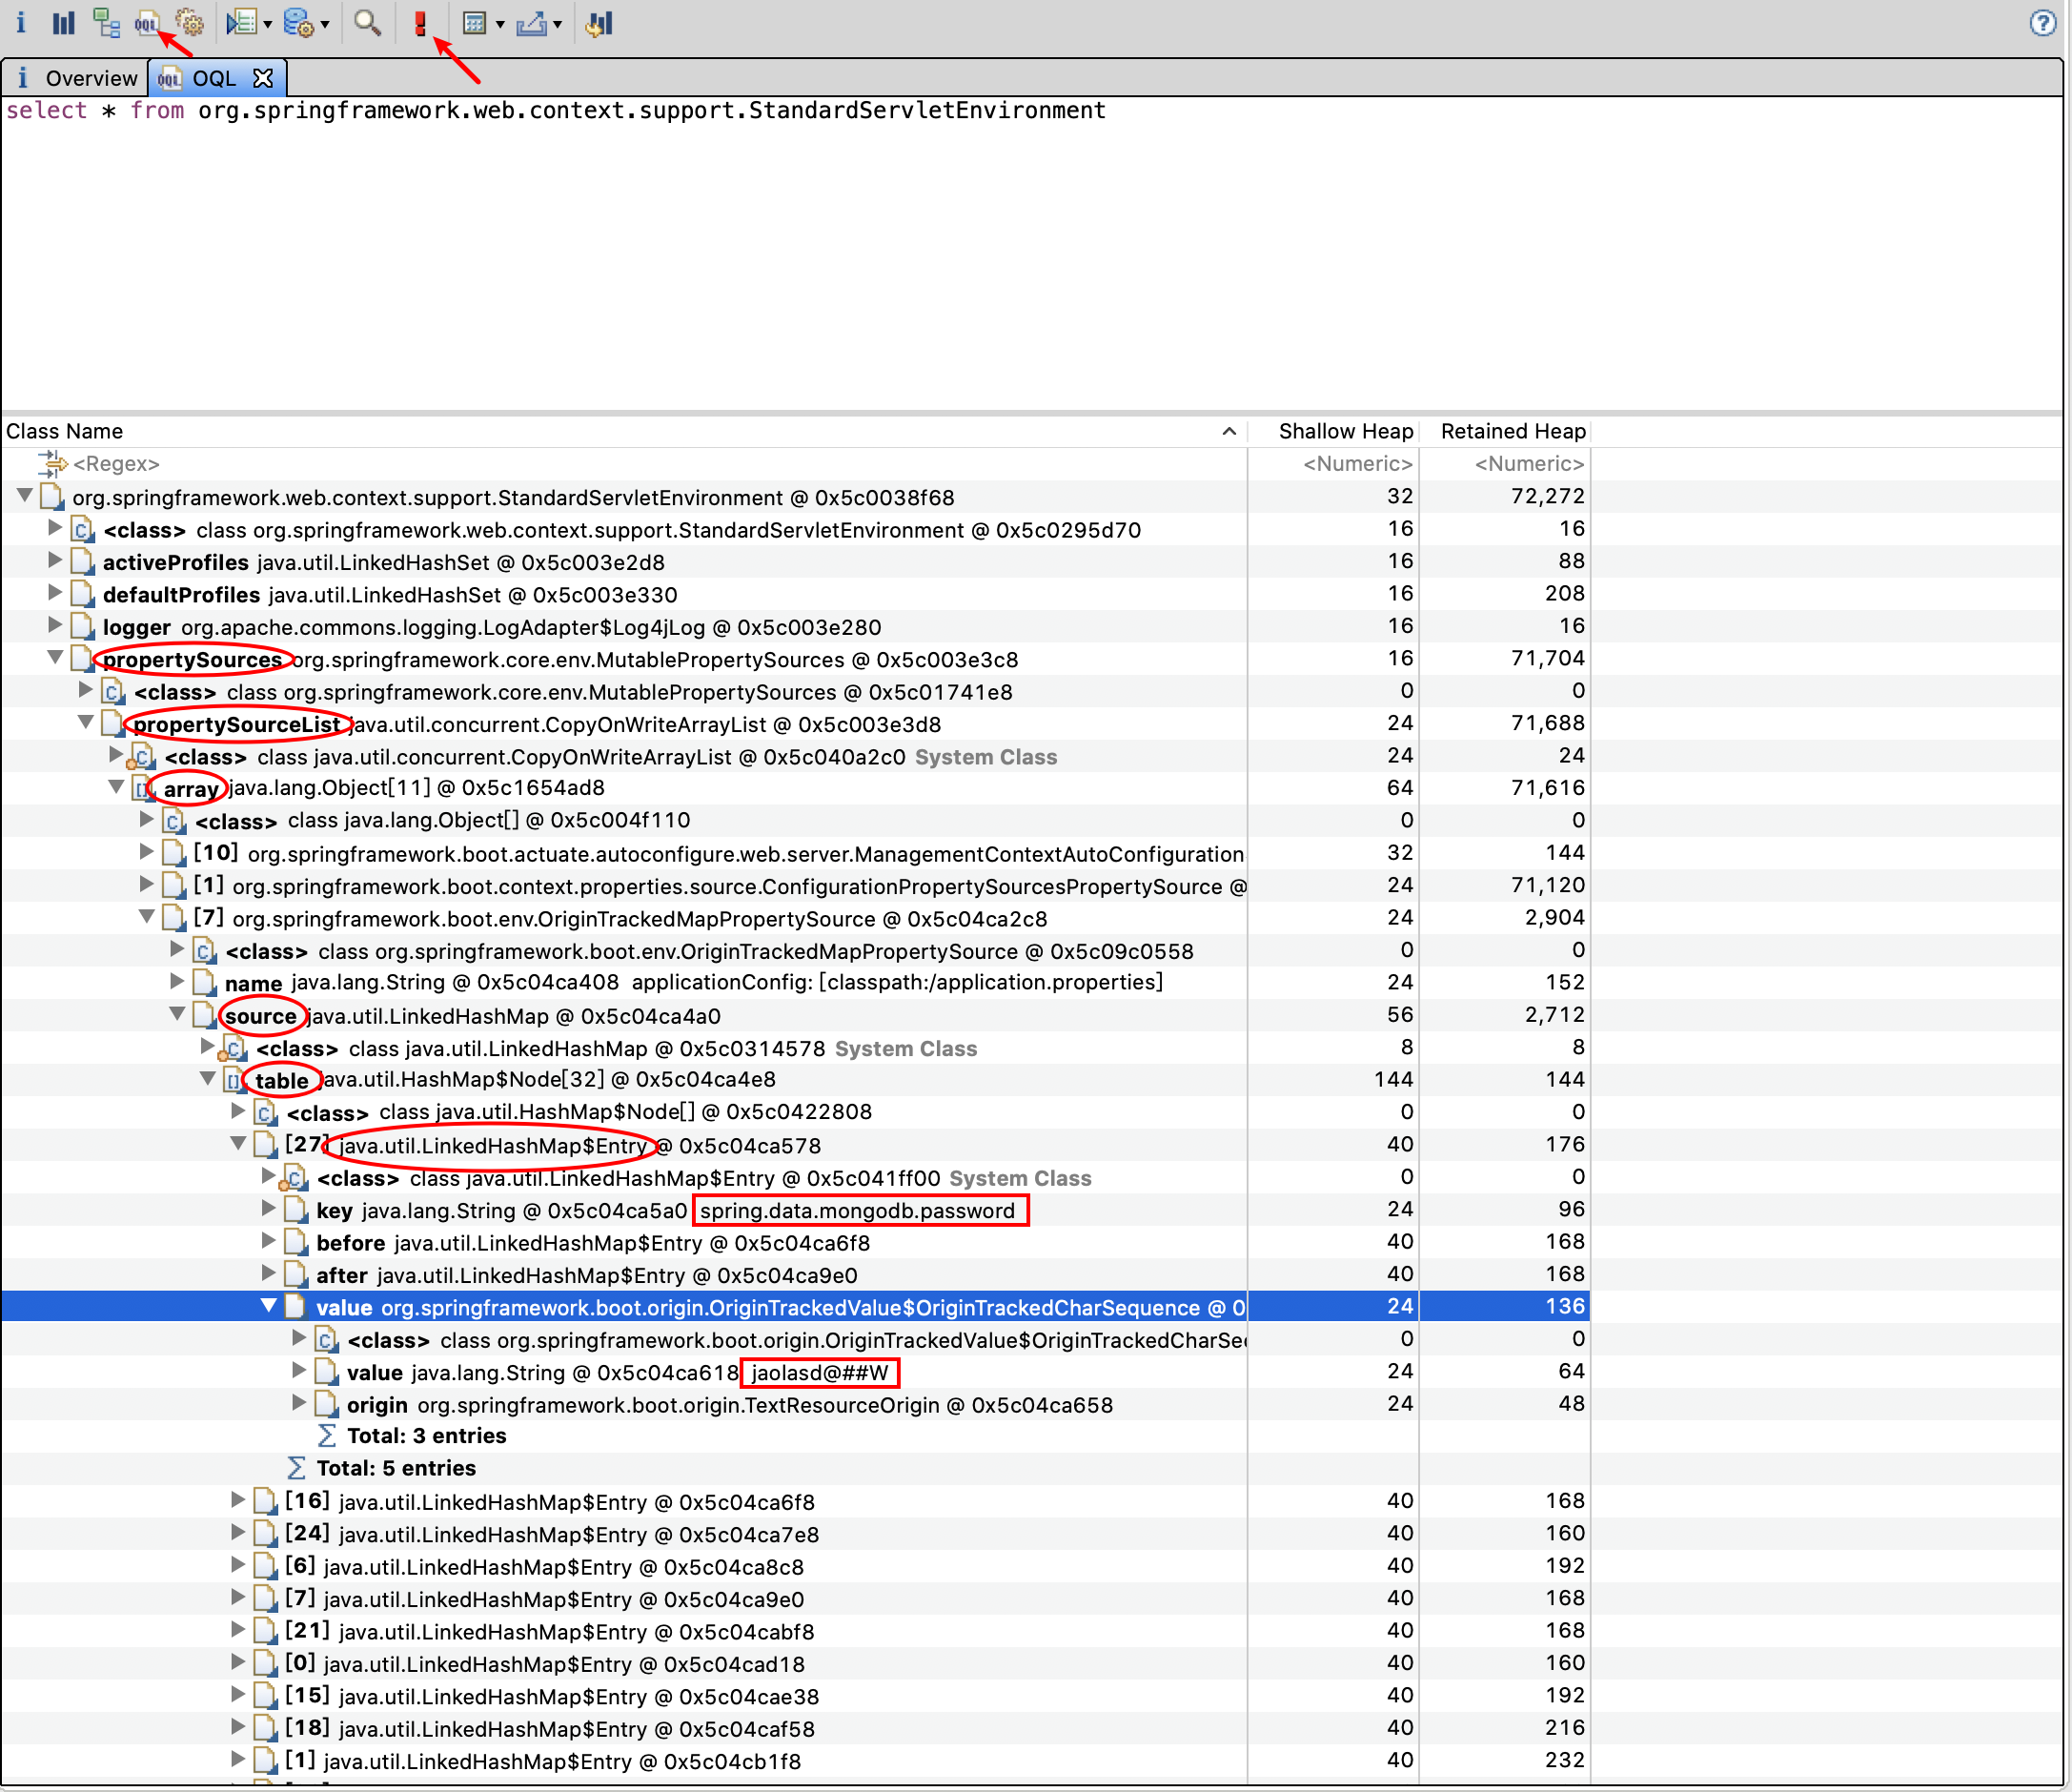 i Overview OQL
select * from org.springframework.web.context.support.StandardServletEnvironment
Class Name Shallow Heap Retained Heap
<Regex> <Numeric> <Numeric>
org.springframework.web.context.support.StandardServletEnvironment @ 0x5c0038f68 32 72,272
<class> class org.springframework.web.context.support.StandardServletEnvironment @ 0x5c0295d70 16 16
activeProfiles java.util.LinkedHashSet @ 0x5c003e2d8 16 88
defaultProfiles java.util.LinkedHashSet @ 0x5c003e330 16 208
logger org.apache.commons.logging.LogAdapter$Log4jLog @ 0x5c003e280 16 16
propertySources org.springframework.core.env.MutablePropertySources @ 0x5c003e3c8 16 71,704
<class> class org.springframework.core.env.MutablePropertySources @ 0x5c01741e8 0 0
propertySourceList java.util.concurrent.CopyOnWriteArrayList @ 0x5c003e3d8 24 71,688
<class> class java.util.concurrent.CopyOnWriteArrayList @ 0x5c040a2c0 System Class 24 24
array java.lang.Object[11] @ 0x5c1654ad8 64 71,616
<class> class java.lang.Object[] @ 0x5c004f110 0 0
[10] org.springframework.boot.actuate.autoconfigure.web.server.ManagementContextAutoConfiguration 32 144
[1] org.springframework.boot.context.properties.source.ConfigurationPropertySourcesPropertySource @ 24 71,120
[7] org.springframework.boot.env.OriginTrackedMapPropertySource @ 0x5c04ca2c8 24 2,904
<class> class org.springframework.boot.env.OriginTrackedMapPropertySource @ 0x5c09c0558 0 0
name java.lang.String @ 0x5c04ca408 applicationConfig: [classpath:/application.properties] 24 152
source java.util.LinkedHashMap @ 0x5c04ca4a0 56 2,712
<class> class java.util.LinkedHashMap @ 0x5c0314578 System Class 8 8
table java.util.HashMap$Node[32] @ 0x5c04ca4e8 144 144
<class> class java.util.HashMap$Node[] @ 0x5c0422808 0 0
[27] java.util.LinkedHashMap$Entry @ 0x5c04ca578 40 176
<class> class java.util.LinkedHashMap$Entry @ 0x5c041ff00 System Class 0 0
key java.lang.String @ 0x5c04ca5a0 spring.data.mongodb.password 24 96
before java.util.LinkedHashMap$Entry @ 0x5c04ca6f8 40 168
after java.util.LinkedHashMap$Entry @ 0x5c04ca9e0 40 168
value org.springframework.boot.origin.OriginTrackedValue$OriginTrackedCharSequence @ 0 24 136
<class> class org.springframework.boot.origin.OriginTrackedValue$OriginTrackedCharSe 0 0
value java.lang.String @ 0x5c04ca618 jaolasd@##W 24 64
origin org.springframework.boot.origin.TextResourceOrigin @ 0x5c04ca658 24 48
Total: 3 entries
Total: 5 entries
[16] java.util.LinkedHashMap$Entry @ 0x5c04ca6f8 40 168
[24] java.util.LinkedHashMap$Entry @ 0x5c04ca7e8 40 160
[6] java.util.LinkedHashMap$Entry @ 0x5c04ca8c8 40 192
[7] java.util.LinkedHashMap$Entry @ 0x5c04ca9e0 40 168
[21] java.util.LinkedHashMap$Entry @ 0x5c04cabf8 40 168
[0] java.util.LinkedHashMap$Entry @ 0x5c04cad18 40 160
[15] java.util.LinkedHashMap$Entry @ 0x5c04cae38 40 192
[18] java.util.LinkedHashMap$Entry @ 0x5c04caf58 40 216
[1] java.util.LinkedHashMap$Entry @ 0x5c04cb1f8 40 232